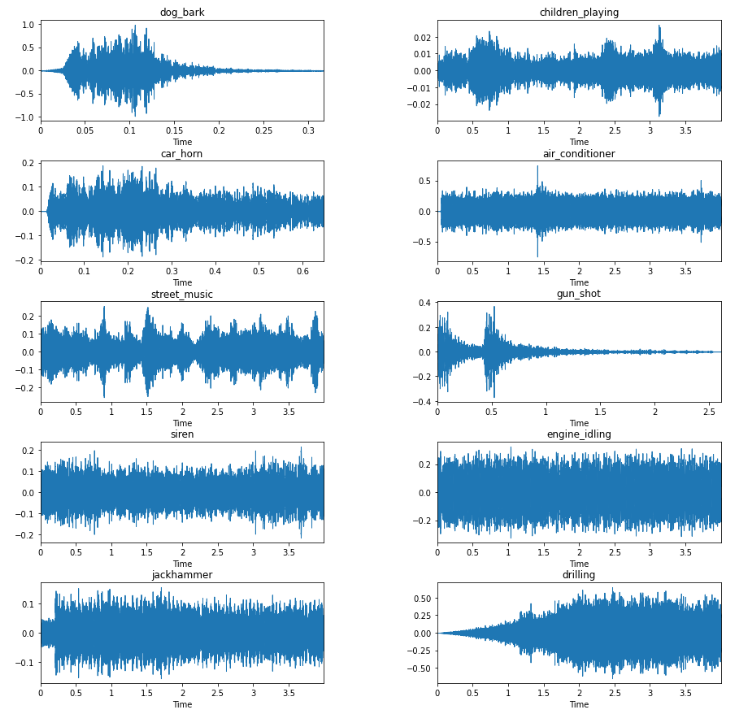 dog_bark
1.0
0.5
0.0
−0.5
−1.0
0 0.05 0.1 0.15 0.2 0.25 0.3
Time
children_playing
0.02
0.01
0.00
−0.01
−0.02
0 0.5 1 1.5 2 2.5 3 3.5
Time
car_horn
0.2
0.1
0.0
−0.1
−0.2
0 0.1 0.2 0.3 0.4 0.5 0.6
Time
air_conditioner
0.5
0.0
−0.5
0 0.5 1 1.5 2 2.5 3 3.5
Time
street_music
0.2
0.1
0.0
−0.1
−0.2
0 0.5 1 1.5 2 2.5 3 3.5
Time
gun_shot
0.4
0.2
0.0
−0.2
−0.4
0 0.5 1 1.5 2 2.5
Time
siren
0.2
0.1
0.0
−0.1
−0.2
0 0.5 1 1.5 2 2.5 3 3.5
Time
engine_idling
0.2
0.0
−0.2
0 0.5 1 1.5 2 2.5 3 3.5
Time
jackhammer
0.1
0.0
−0.1
0 0.5 1 1.5 2 2.5 3 3.5
Time
drilling
0.50
0.25
0.00
−0.25
−0.50
0 0.5 1 1.5 2 2.5 3 3.5
Time